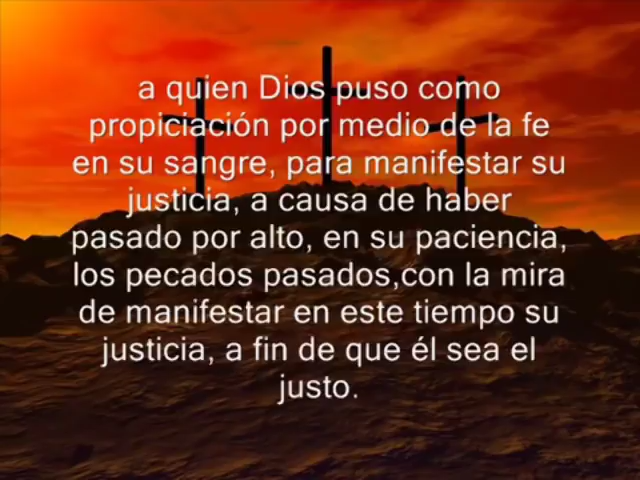 a quien Dios puso como
propiciación por medio de la fe
en su sangre, para manifestar su
justicia, a causa de haber
pasado por alto, en su paciencia,
los pecados pasados,con la mira
de manifestar en este tiempo su
justicia, a fin de que él sea el
justo.